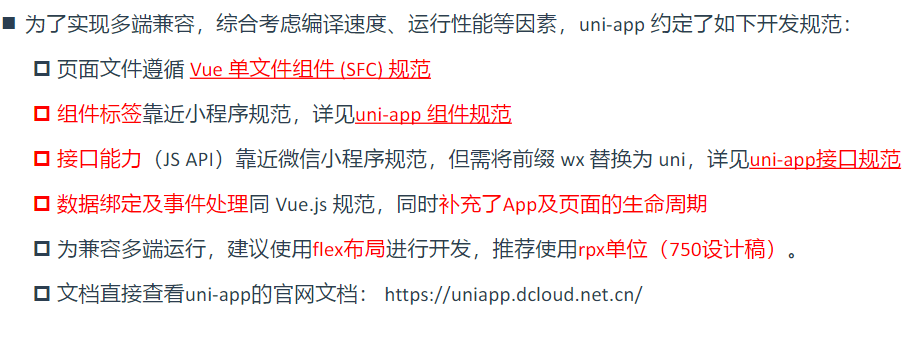 为了实现多端兼容，综合考虑编译速度、运行性能等因素，uni-app 约定了如下开发规范：
页面文件遵循 Vue 单文件组件 (SFC) 规范
组件标签靠近小程序规范，详见uni-app 组件规范
接口能力（JS API）靠近微信小程序规范，但需将前缀 wx 替换为 uni，详见uni-app接口规范
数据绑定及事件处理同 Vue.js 规范，同时补充了App及页面的生命周期
为兼容多端运行，建议使用flex布局进行开发，推荐使用rpx单位（750设计稿）。
文档直接查看uni-app的官网文档： https://uniapp.dcloud.net.cn/